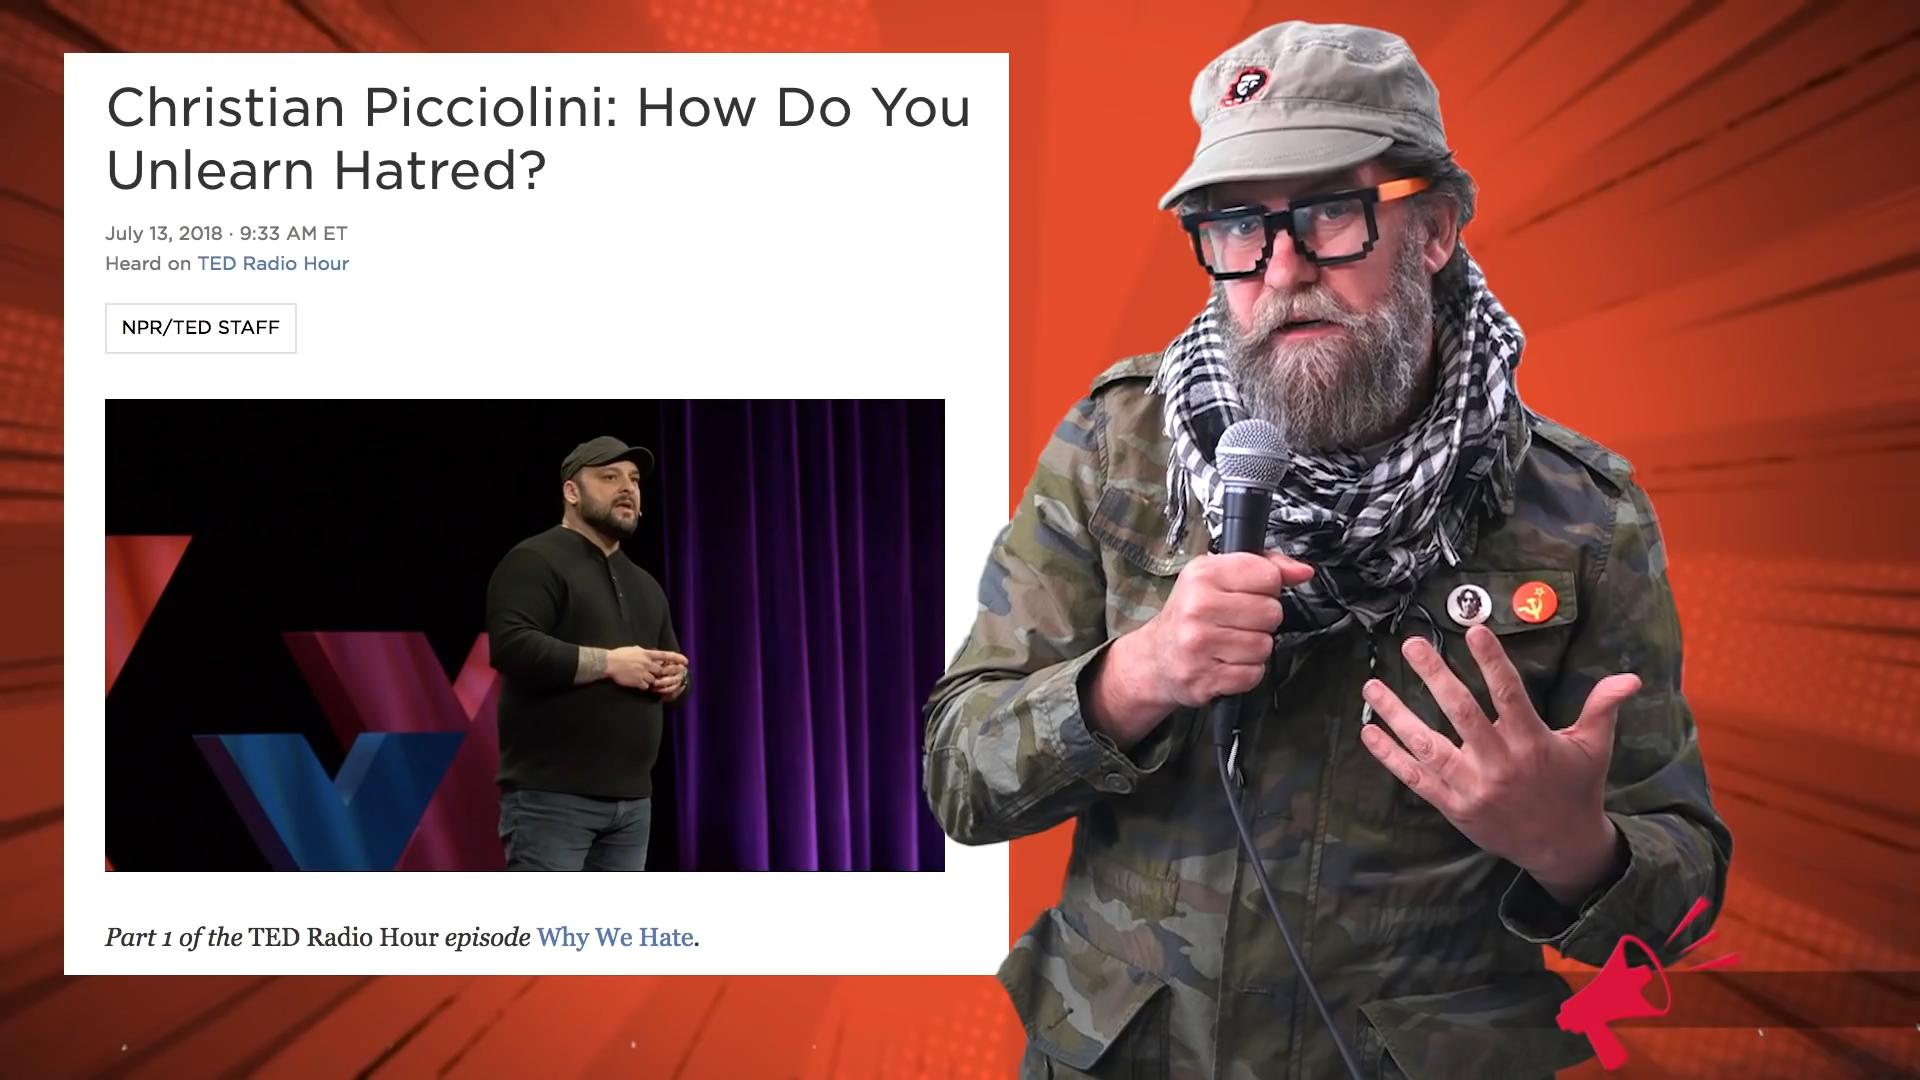 Christian Picciolini: How Do You
Unlearn Hatred?
July 13, 2018 · 9:33 AM ET
Heard on TED Radio Hour
NPR/TED STAFF
Part 1 of the TED Radio Hour episode Why We Hate.